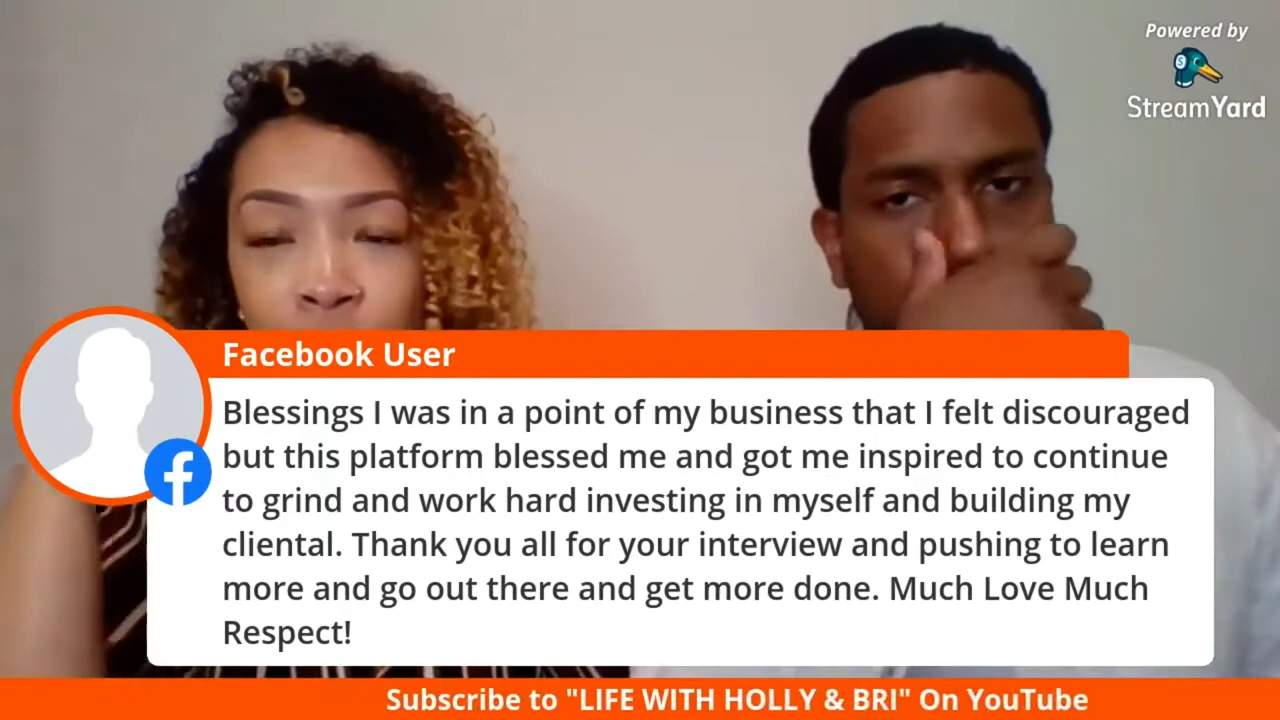 Powered by
StreamYard
Facebook User
Blessings I was in a point of my business that I felt discouraged
but this platform blessed me and got me inspired to continue
to grind and work hard investing in myself and building my
cliental. Thank you all for your interview and pushing to learn
more and go out there and get more done. Much Love Much
Respect!
Subscribe to "LIFE WITH HOLLY & BRI" On YouTube